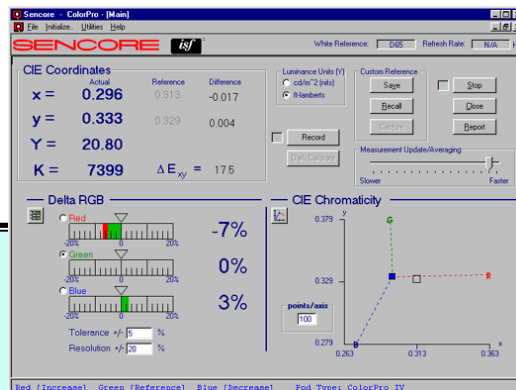 Sencore - ColorPro - [Main]
File Initialize.. Utilities Help
SENCORE isf White Reference: D65 Refresh Rate: N/A H
CIE Coordinates
Actual Reference Difference
x = 0.296 0.313 -0.017
y = 0.333 0.329 0.004
Y = 20.80
K = 7399 Δ E xy = 17.5
Luminance Units (Y)
cd/m^2 (nits)
ft-lamberts
Record
Dark Calibrate
Custom Reference
Save
Recall
Capture
Stop
Close
Report
Measurement Update/Averaging
Slower Faster
Delta RGB
Red
-20% 0 20%
-7%
Green
-20% 0 20%
0%
Blue
-20% 0 20%
3%
Tolerance +/- 5 %
Resolution +/- 20 %
CIE Chromaticity
y
0.379
0.329
0.279
G
R
B
x
0.263 0.313 0.363
points/axis
100
Red [Increase] Green [Reference] Blue [Decrease] Pod Type: ColorPro IV